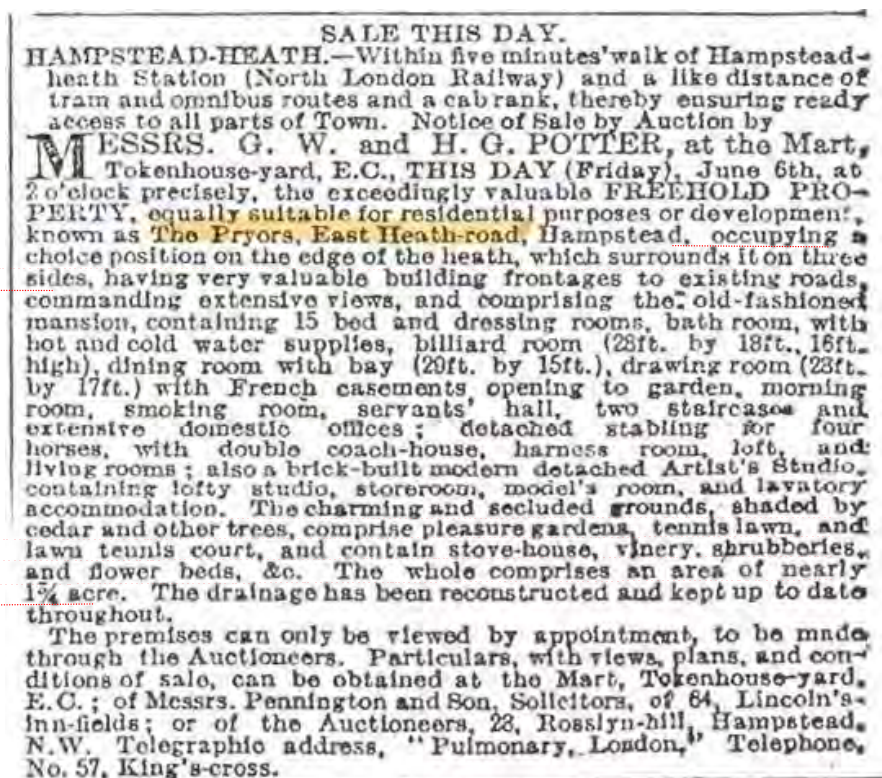 SALE THIS DAY.
HAMPSTEAD-HEATH.—Within five minutes' walk of Hampstead-
heath Station (North London Railway) and a like distance of
tram and omnibus routes and a cab rank, thereby ensuring ready
access to all parts of Town. Notice of Sale by Auction by
MESSRS. G. W. and H. G. POTTER, at the Mart,
Tokenhouse-yard, E.C., THIS DAY (Friday), June 6th, at
2 o'clock precisely, the exceedingly valuable FREEHOLD PRO-
PERTY, equally suitable for residential purposes or development,
known as The Pryors, East Heath-road, Hampstead, occupying a
choice position on the edge of the heath, which surrounds it on three
sides, having very valuable building frontages to existing roads,
commanding extensive views, and comprising the old-fashioned
mansion, containing 15 bed and dressing rooms, bath room, with
hot and cold water supplies, billiard room (28ft. by 18ft., 16ft.
high), dining room with bay (29ft. by 15ft.), drawing room (23ft.
by 17ft.) with French casements opening to garden, morning
room, smoking room, servants' hall, two staircases and
extensive domestic offices; detached stabling for four
horses, with double coach-house, harness room, loft, and
living rooms; also a brick-built modern detached Artist's Studio,
containing lofty studio, storeroom, model's room, and lavatory
accommodation. The charming and secluded grounds, shaded by
cedar and other trees, comprise pleasure gardens, tennis lawn, and
lawn tennis court, and contain stove-house, vinery, shrubberies,
and flower beds, &c. The whole comprises an area of nearly
1¾ acre. The drainage has been reconstructed and kept up to date
throughout.
The premises can only be viewed by appointment, to be made
through the Auctioneers. Particulars, with views, plans, and con-
ditions of sale, can be obtained at the Mart, Tokenhouse-yard,
E.C.; of Messrs. Pennington and Son, Solicitors, of 64, Lincoln's-
inn-fields; or of the Auctioneers, 28, Rosslyn-hill, Hampstead,
N.W. Telegraphic address, "Pulmonary, London," Telephone,
No. 57, King's-cross.